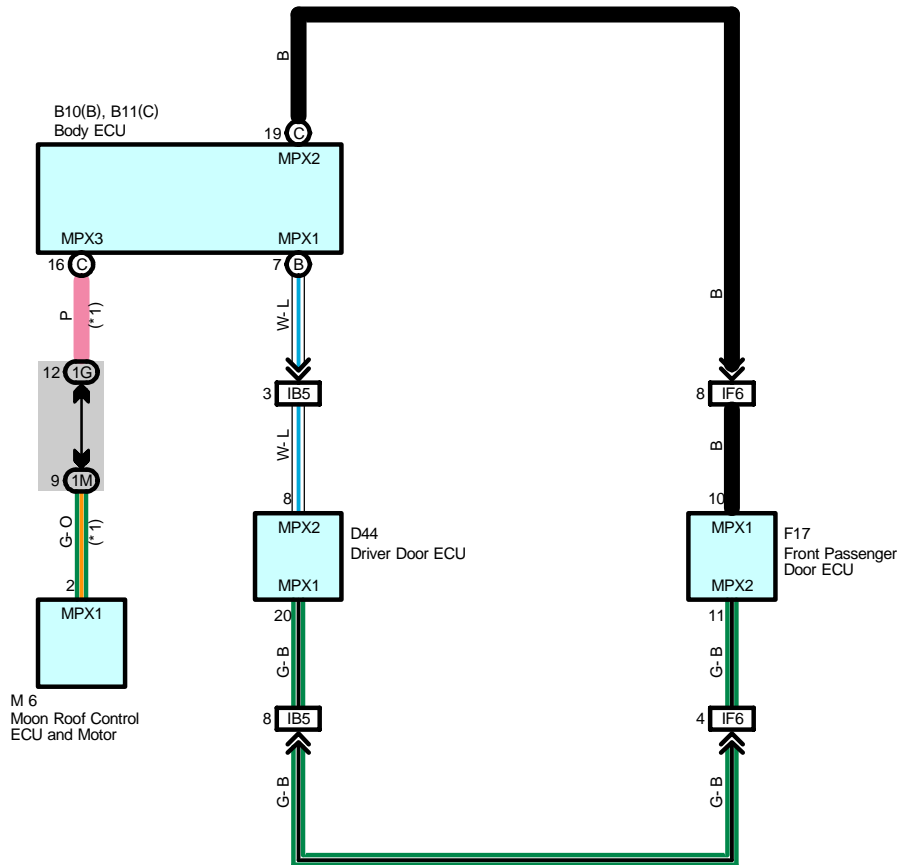 B
B10(B), B11(C)
Body ECU
19 C
MPX2
MPX3
MPX1
16 C
7 B
P
(*1)
W-L
B
12 1G
3 IB5
8 IF6
W-L
B
9 1M
8
10
G-O
(*1)
MPX2
D44
Driver Door ECU
MPX1
F17
Front Passenger
Door ECU
2
MPX1
MPX1
MPX2
20
11
G-B
G-B
M 6
Moon Roof Control
ECU and Motor
8 IB5
4 IF6
G-B
G-B